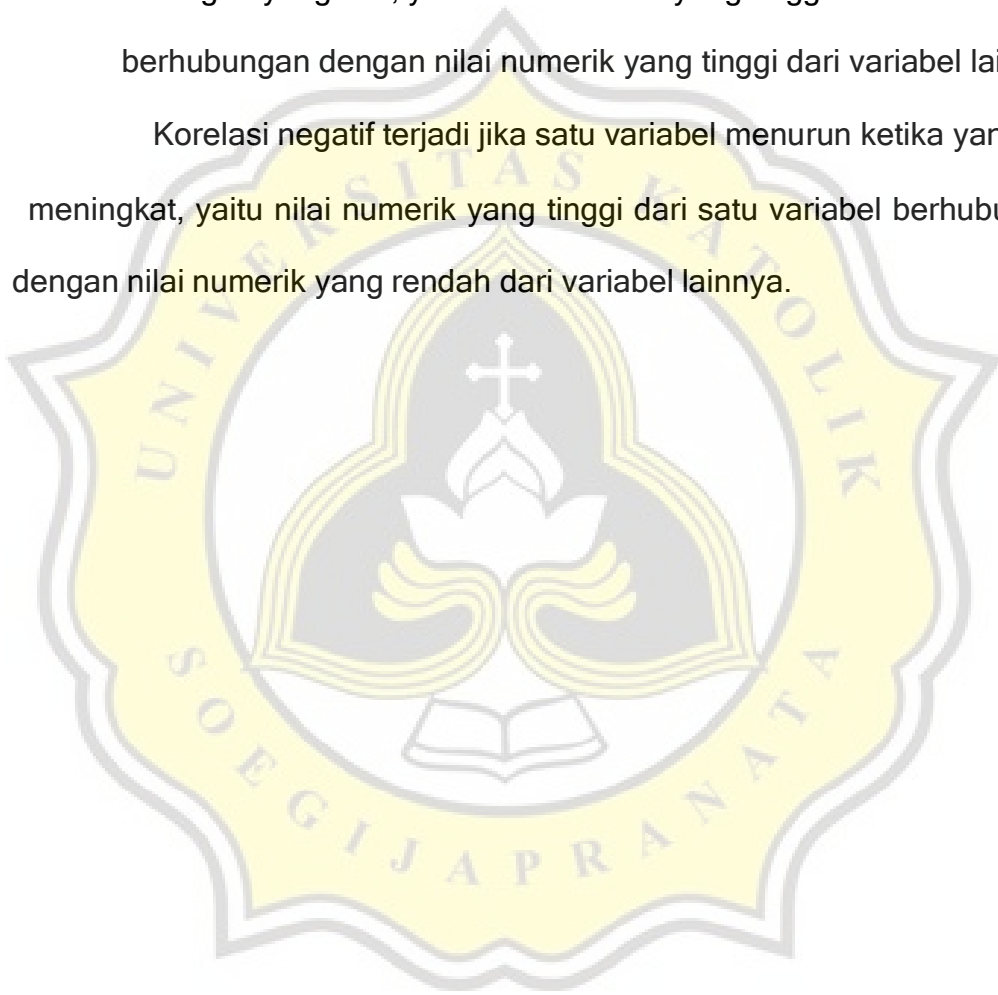 berhubungan dengan nilai numerik yang tinggi dari variabel lai
Korelasi negatif terjadi jika satu variabel menurun ketika yan
meningkat, yaitu nilai numerik yang tinggi dari satu variabel berhubu
dengan nilai numerik yang rendah dari variabel lainnya.
UNIVERSITAS KATOLIK
SOEGIJAPRANATA